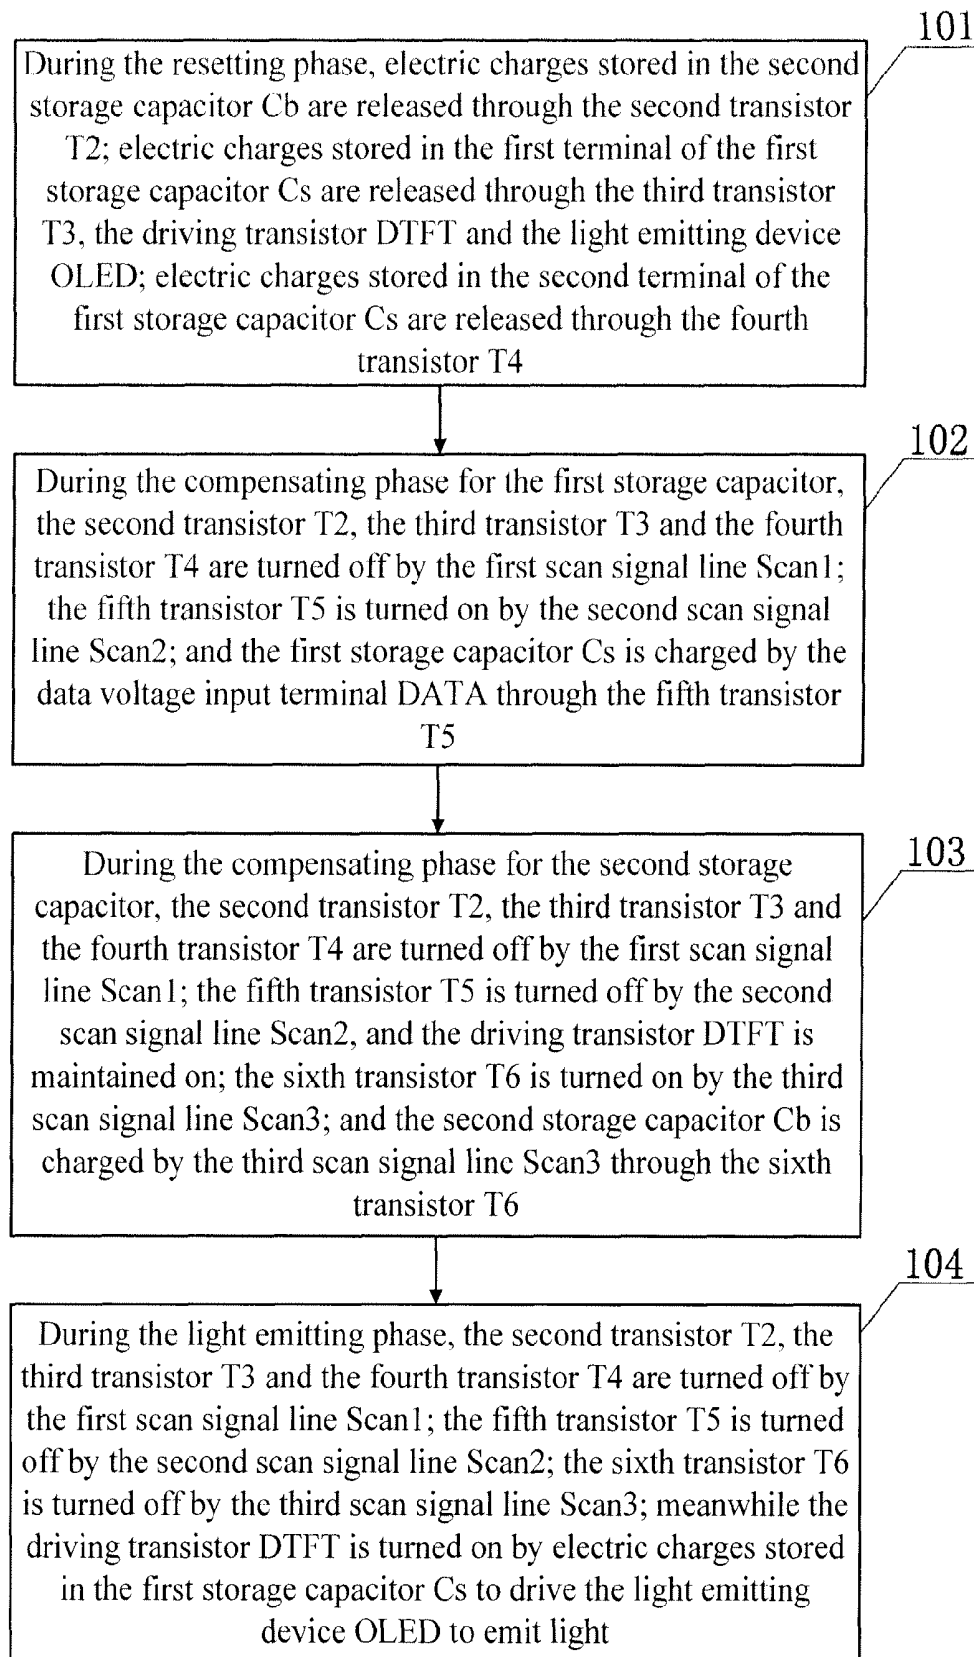 101
During the resetting phase, electric charges stored in the second
storage capacitor Cb are released through the second transistor
T2; electric charges stored in the first terminal of the first
storage capacitor Cs are released through the third transistor
T3, the driving transistor DTFT and the light emitting device
OLED; electric charges stored in the second terminal of the
first storage capacitor Cs are released through the fourth
transistor T4
102
During the compensating phase for the first storage capacitor,
the second transistor T2, the third transistor T3 and the fourth
transistor T4 are turned off by the first scan signal line Scan1;
the fifth transistor T5 is turned on by the second scan signal
line Scan2; and the first storage capacitor Cs is charged by the
data voltage input terminal DATA through the fifth transistor
T5
103
During the compensating phase for the second storage
capacitor, the second transistor T2, the third transistor T3 and
the fourth transistor T4 are turned off by the first scan signal
line Scan1; the fifth transistor T5 is turned off by the second
scan signal line Scan2, and the driving transistor DTFT is
maintained on; the sixth transistor T6 is turned on by the third
scan signal line Scan3; and the second storage capacitor Cb is
charged by the third scan signal line Scan3 through the sixth
transistor T6
104
During the light emitting phase, the second transistor T2, the
third transistor T3 and the fourth transistor T4 are turned off by
the first scan signal line Scan1; the fifth transistor T5 is turned
off by the second scan signal line Scan2; the sixth transistor T6
is turned off by the third scan signal line Scan3; meanwhile the
driving transistor DTFT is turned on by electric charges stored
in the first storage capacitor Cs to drive the light emitting
device OLED to emit light